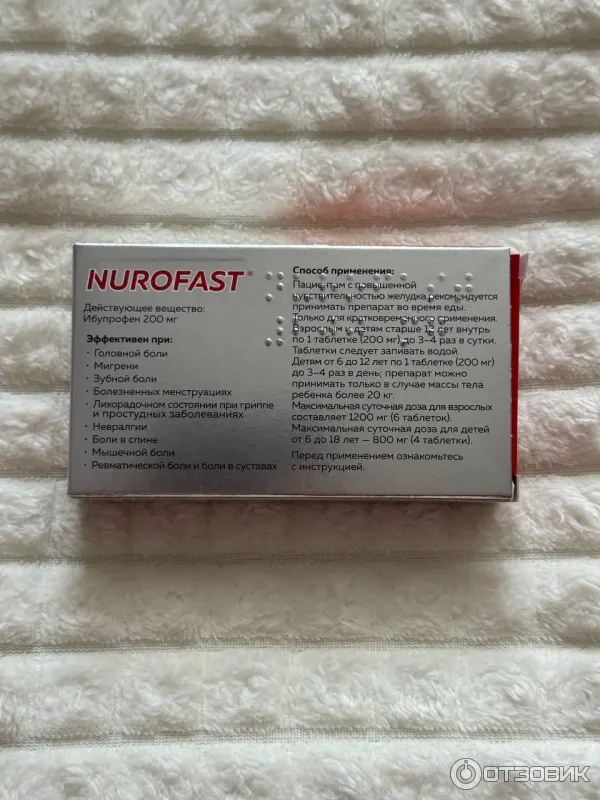 NUROFAST®
Действующее вещество:
Ибупрофен 200 мг
Эффективен при:
· Головной боли
· Мигрени
· Зубной боли
· Болезненных менструациях
· Лихорадочном состоянии при гриппе
и простудных заболеваниях
· Невралгии
· Боли в спине
· Мышечной боли
· Ревматической боли и боли в суставах
Способ применения:
Пациентам с повышенной
чувствительностью желудка рекомендуется
принимать препарат во время еды.
Только для кратковременного применения.
Взрослым и детям старше 12 лет внутрь
по 1 таблетке (200 мг) до 3–4 раз в сутки.
Таблетки следует запивать водой.
Детям от 6 до 12 лет по 1 таблетке (200 мг)
до 3–4 раз в день; препарат можно
принимать только в случае массы тела
ребенка более 20 кг.
Максимальная суточная доза для взрослых
составляет 1200 мг (6 таблеток).
Максимальная суточная доза для детей
от 6 до 18 лет — 800 мг (4 таблетки).
Перед применением ознакомьтесь
с инструкцией.
ОТЗОВИК